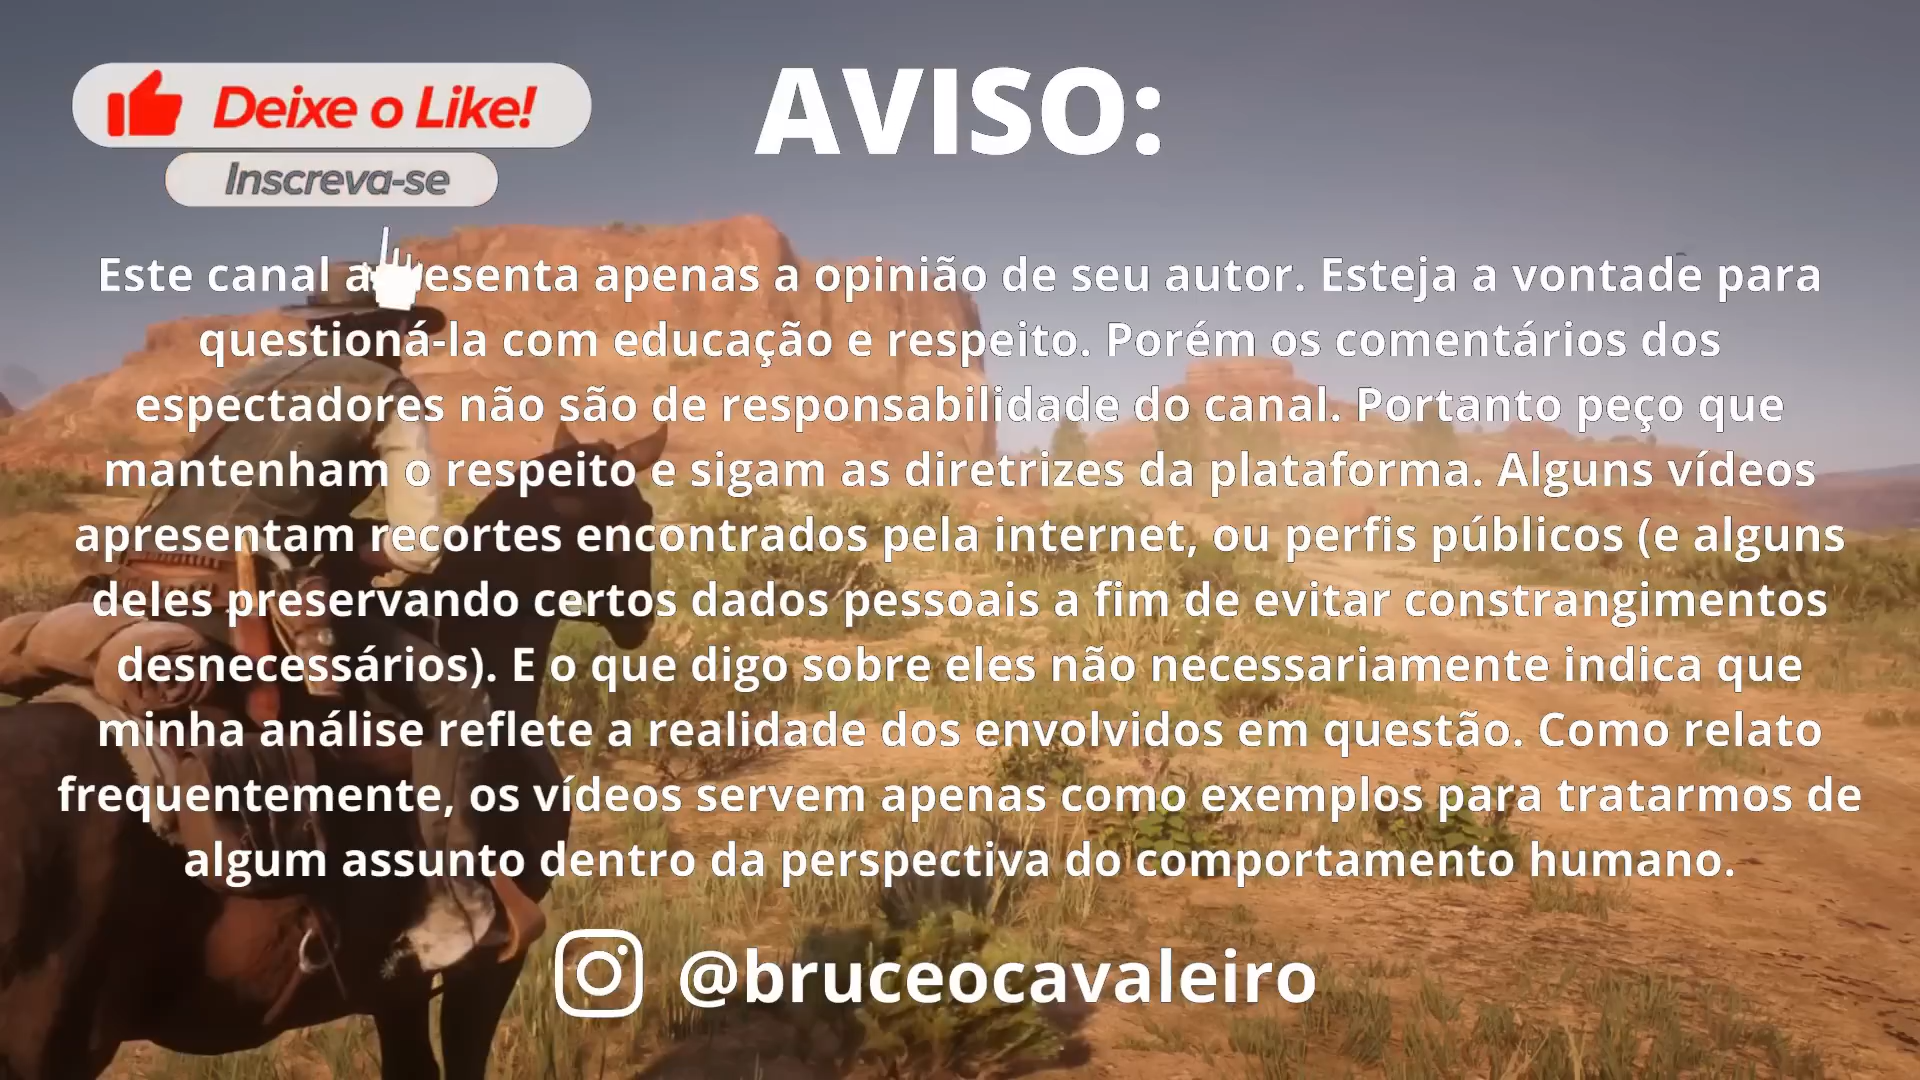 Deixe o Like!
Inscreva-se
AVISO:
Este canal apresenta apenas a opinião de seu autor. Esteja a vontade para
questioná-la com educação e respeito. Porém os comentários dos
espectadores não são de responsabilidade do canal. Portanto peço que
mantenham o respeito e sigam as diretrizes da plataforma. Alguns vídeos
apresentam recortes encontrados pela internet, ou perfis públicos (e alguns
deles preservando certos dados pessoais a fim de evitar constrangimentos
desnecessários). E o que digo sobre eles não necessariamente indica que
minha análise reflete a realidade dos envolvidos em questão. Como relato
frequentemente, os vídeos servem apenas como exemplos para tratarmos de
algum assunto dentro da perspectiva do comportamento humano.
@bruceocavaleiro